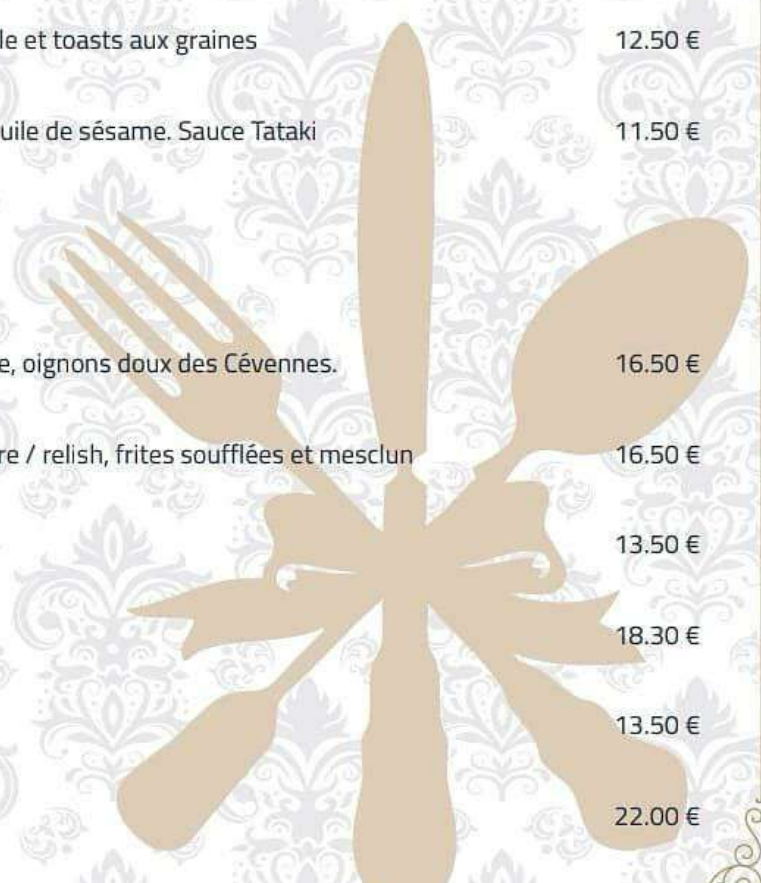 le et toasts aux graines 12.50 €
uile de sésame. Sauce Tataki 11.50 €
e, oignons doux des Cévennes. 16.50 €
re / relish, frites soufflées et mesclun 16.50 €
13.50 €
18.30 €
13.50 €
22.00 €